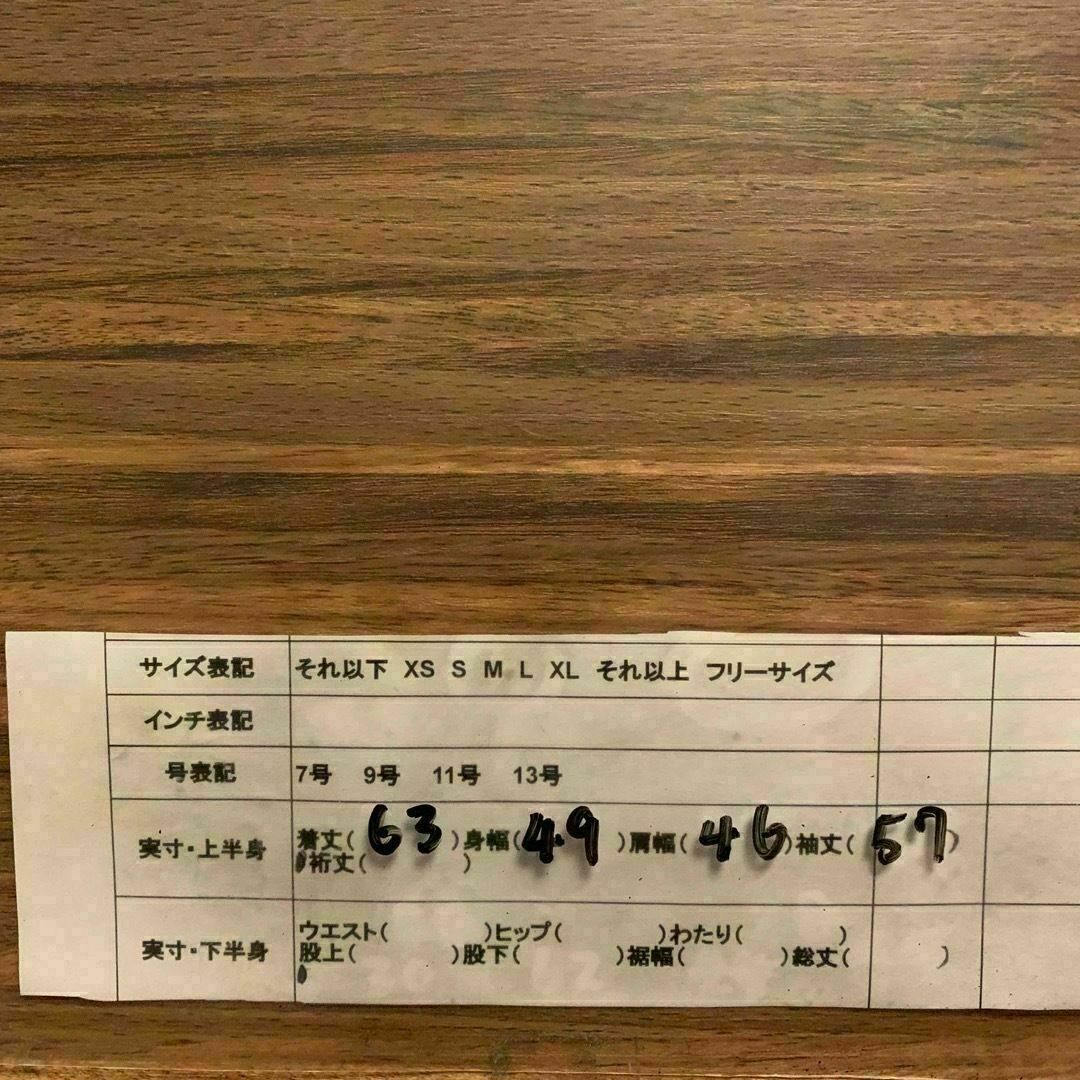 サイズ表記 それ以下 XS S M L XL それ以上 フリーサイズ
インチ表記
号表記 7号 9号 11号 13号
実寸・上半身 着丈( 63 )身幅( 49 )肩幅( 46 )袖丈( 57 )
裄丈( )
実寸・下半身 ウエスト( )ヒップ( )わたり( )
股上( )股下( )裾幅( )総丈( )